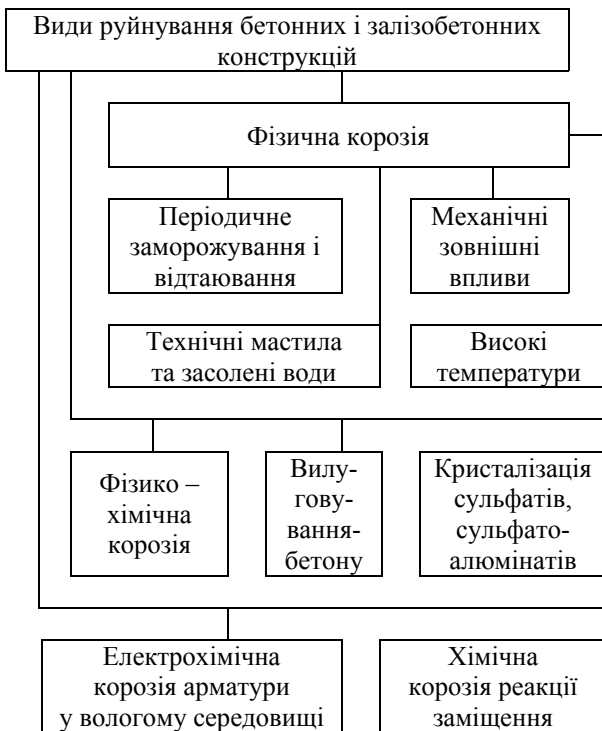 Види руйнування бетонних і залізобетонних
конструкцій
Фізична корозія
Періодичне
заморожування і
відтаювання
Механічні
зовнішні
впливи
Технічні мастила
та засолені води
Високі
температури
Фізико –
хімічна
корозія
Вилу-
гову-
вання-
бетону
Кристалізація
сульфатів,
сульфато-
алюмінатів
Електрохімічна
корозія арматури
у вологому середовищі
Хімічна
корозія реакції
заміщення